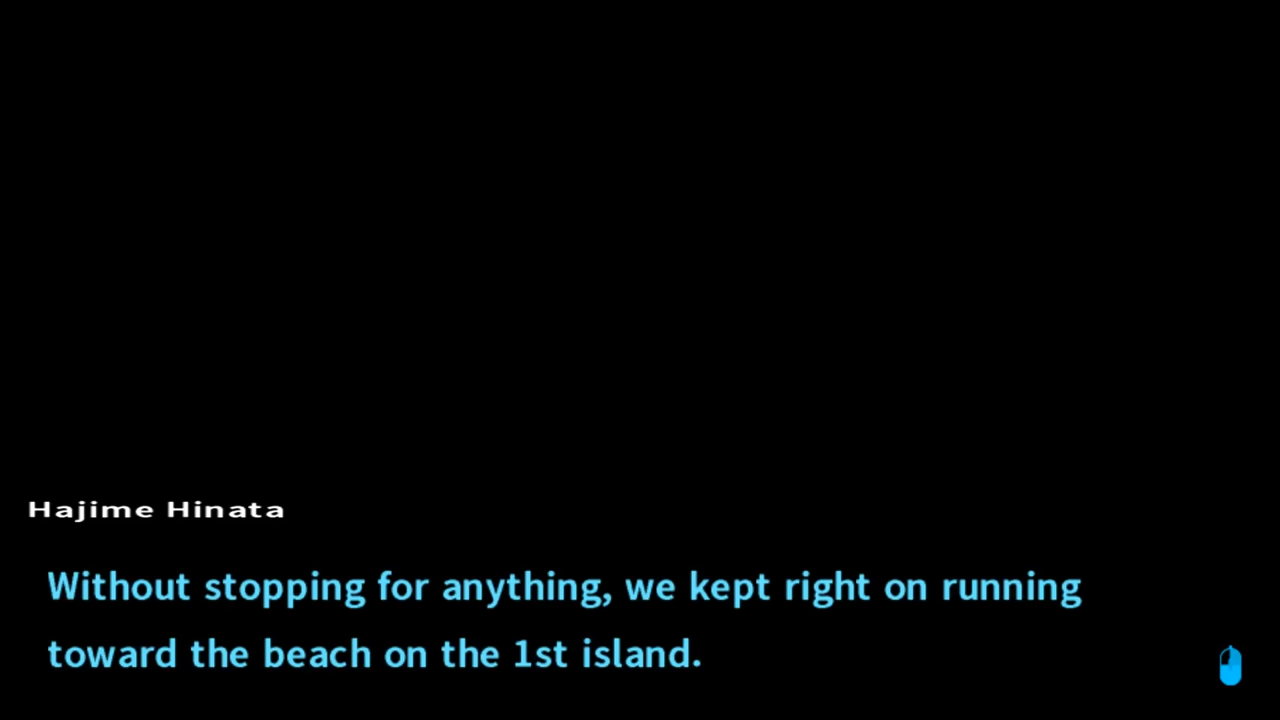 Hajime Hinata
Without stopping for anything, we kept right on running
toward the beach on the 1st island.